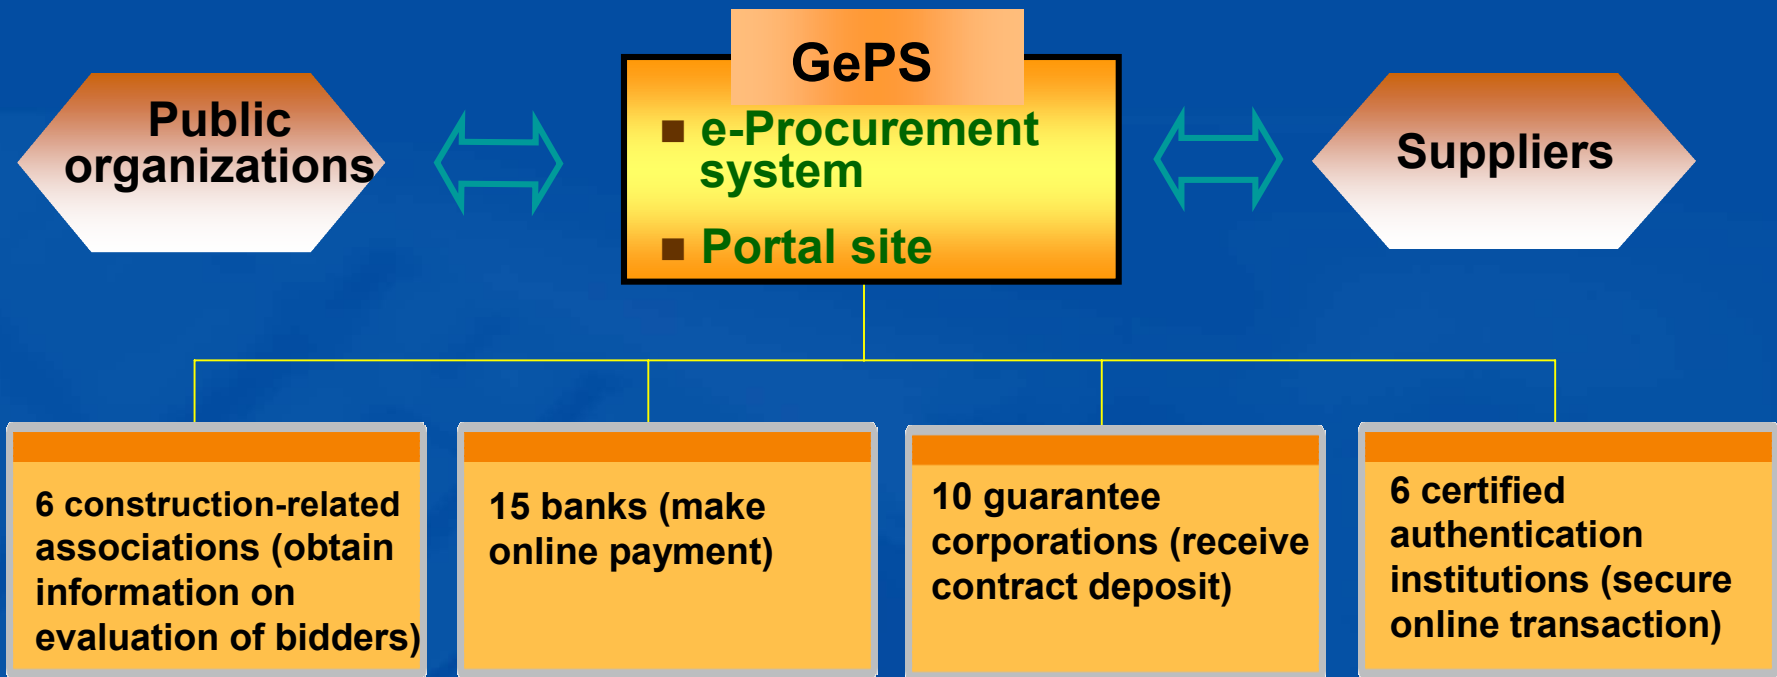 GePS
Public
organizations
e-Procurement
system
Portal site
Suppliers
6 construction-related
associations (obtain
information on
evaluation of bidders)
15 banks (make
online payment)
10 guarantee
corporations (receive
contract deposit)
6 certified
authentication
institutions (secure
online transaction)